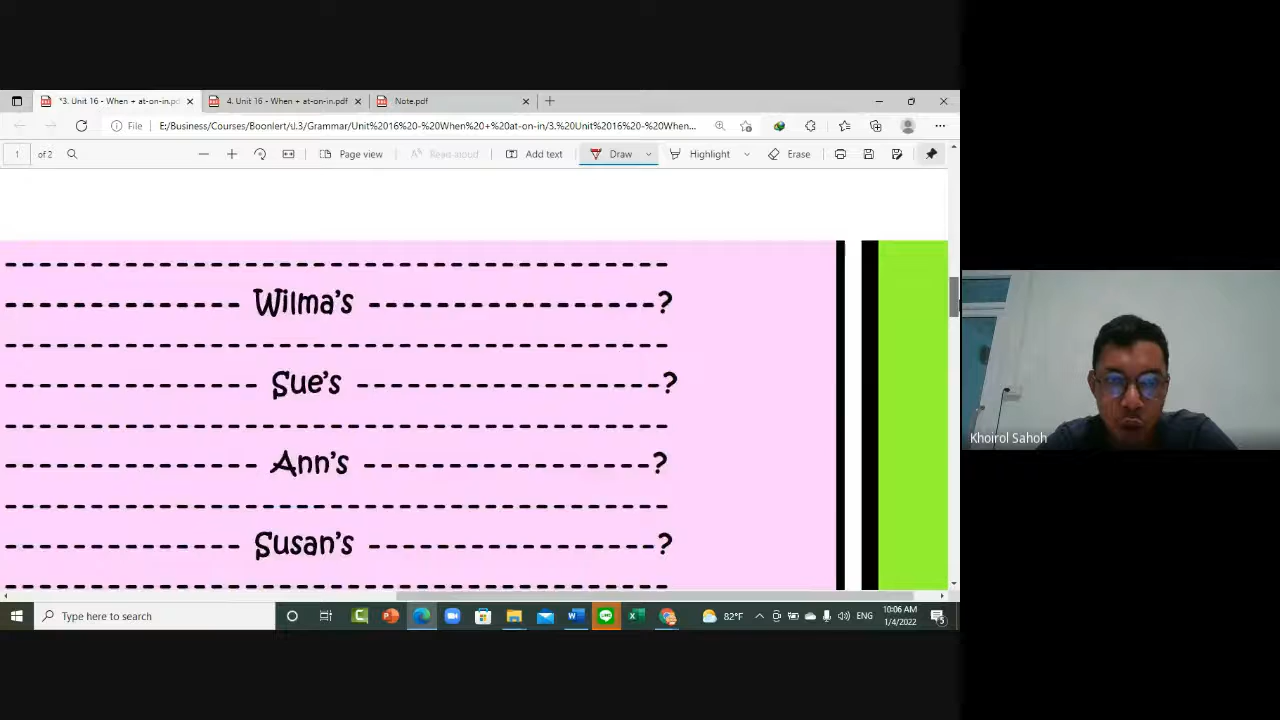 *3. Unit 16 - When + at-on-in.pd
4. Unit 16 - When + at-on-in.pdf
Note.pdf
File
E:/Business/Courses/Boonlert/ป.3/Grammar/Unit%2016%20-%20When%20+%20at-on-in/3.%20Unit%2016%20-%20When...
1 of 2
Page view
Read aloud
Add text
Draw
Highlight
Erase
Wilma's ?
Sue's ?
Ann's ?
Susan's ?
Khoirol Sahoh
Type here to search
82°F
ENG
10:06 AM
1/4/2022
5